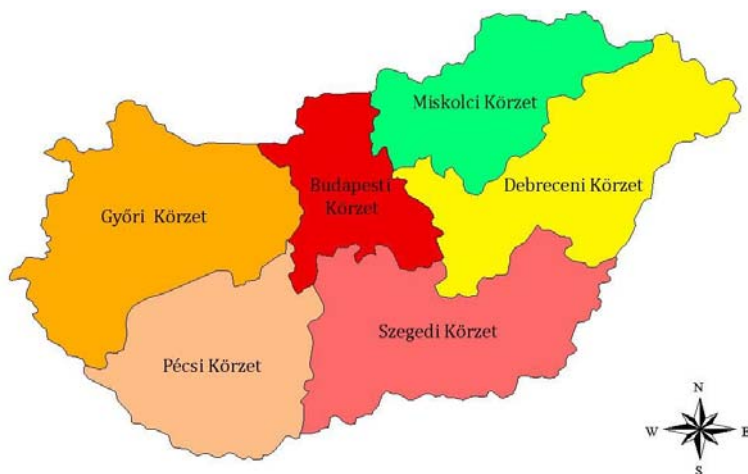 Miskolci Körzet
Budapesti
Körzet
Debreceni Körzet
Győri Körzet
Szegedi Körzet
Pécsi Körzet
N
W E
S